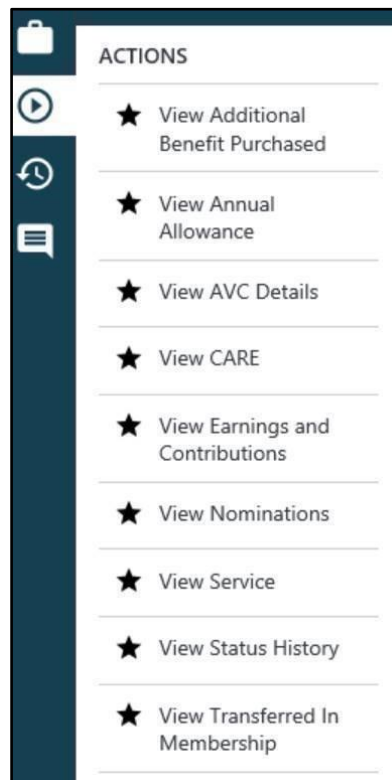 ACTIONS
View Additional
Benefit Purchased
View Annual
Allowance
View AVC Details
View CARE
View Earnings and
Contributions
View Nominations
View Service
View Status History
View Transferred In
Membership